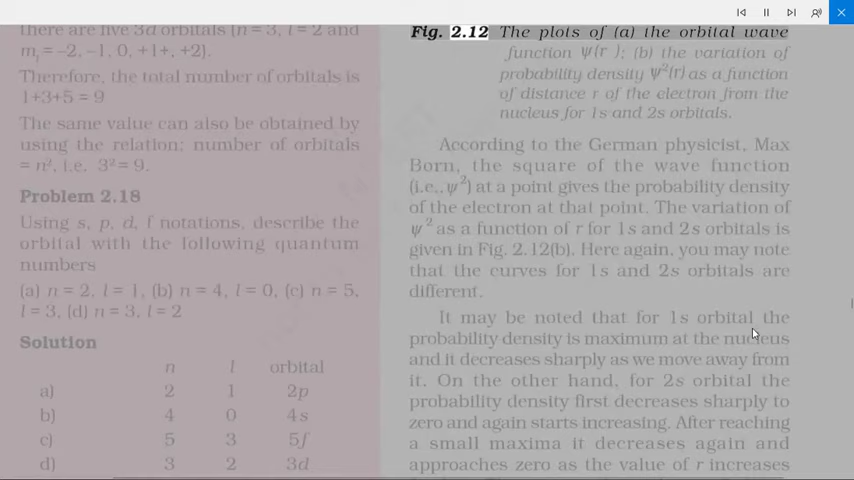 there are five 3d orbitals (n = 3, l = 2 and
mₗ = –2, –1, 0, +1+, +2).
Therefore, the total number of orbitals is
1+3+5 = 9
The same value can also be obtained by
using the relation; number of orbitals
= n², i.e. 3² = 9.
Problem 2.18
Using s, p, d, f notations, describe the
orbital with the following quantum
numbers
(a) n = 2, l = 1, (b) n = 4, l = 0, (c) n = 5,
l = 3, (d) n = 3, l = 2
Solution
n l orbital
a) 2 1 2p
b) 4 0 4s
c) 5 3 5f
d) 3 2 3d
Fig. 2.12 The plots of (a) the orbital wave
function ψ(r); (b) the variation of
probability density ψ²(r) as a function
of distance r of the electron from the
nucleus for 1s and 2s orbitals.
According to the German physicist, Max
Born, the square of the wave function
(i.e., ψ²) at a point gives the probability density
of the electron at that point. The variation of
ψ² as a function of r for 1s and 2s orbitals is
given in Fig. 2.12(b). Here again, you may note
that the curves for 1s and 2s orbitals are
different.
It may be noted that for 1s orbital the
probability density is maximum at the nucleus
and it decreases sharply as we move away from
it. On the other hand, for 2s orbital the
probability density first decreases sharply to
zero and again starts increasing. After reaching
a small maxima it decreases again and
approaches zero as the value of r increases